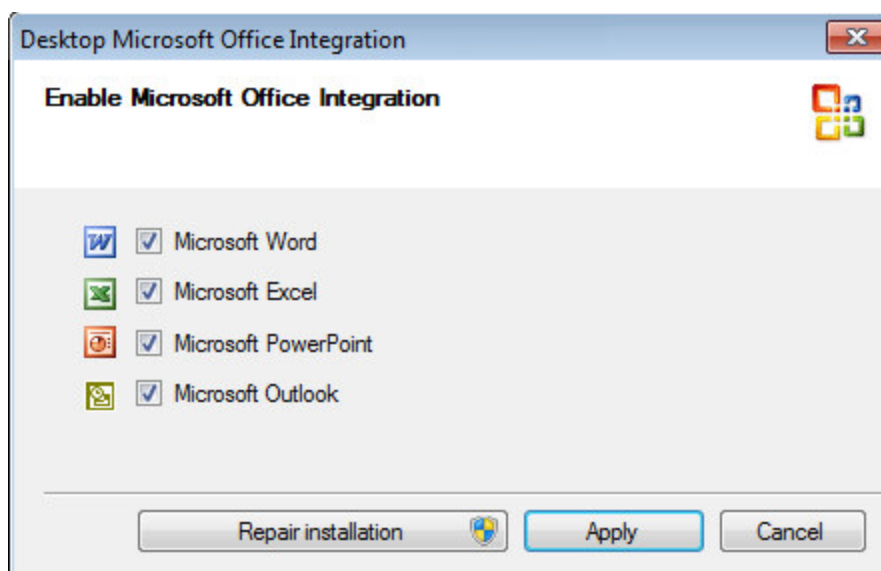 Desktop Microsoft Office Integration
Enable Microsoft Office Integration
Microsoft Word
Microsoft Excel
Microsoft PowerPoint
Microsoft Outlook
Repair installation Apply Cancel